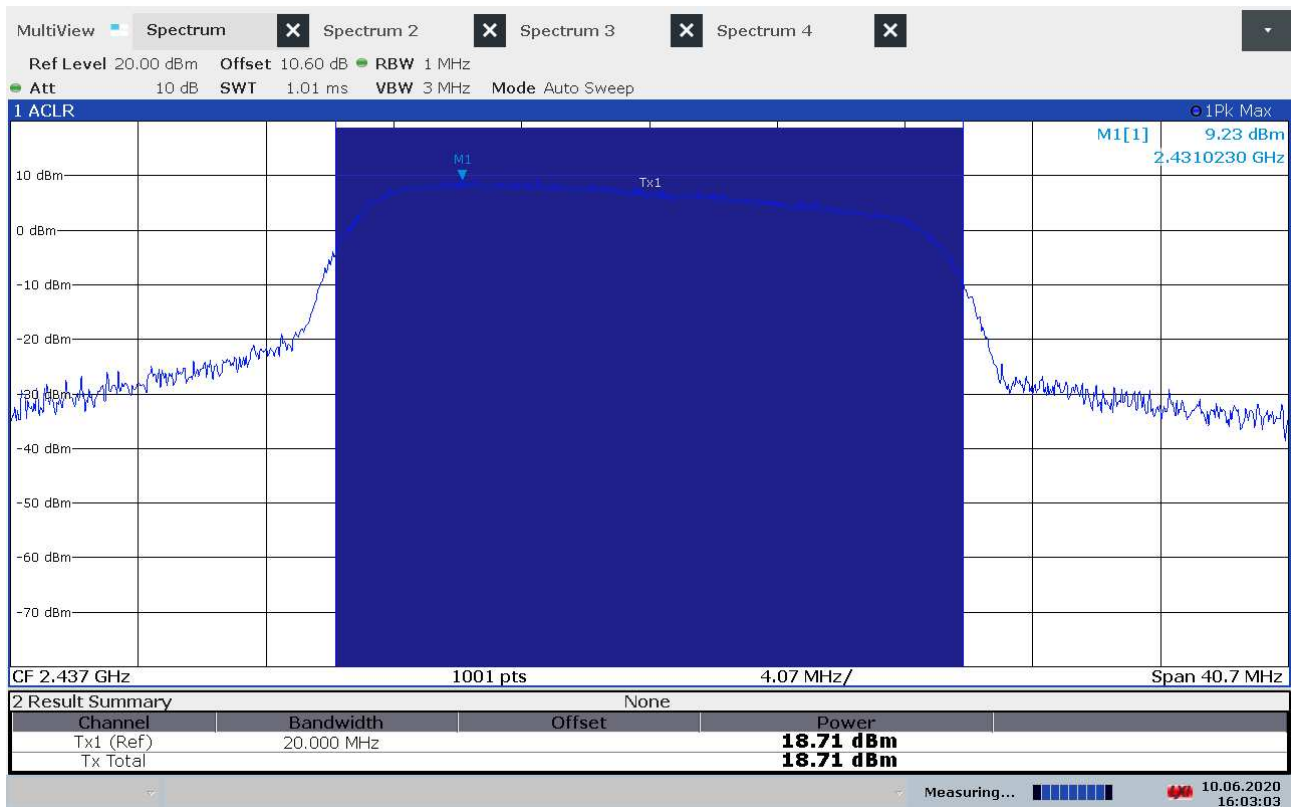 MultiView Spectrum Spectrum 2 Spectrum 3 Spectrum 4
Ref Level 20.00 dBm Offset 10.60 dB RBW 1 MHz
Att 10 dB SWT 1.01 ms VBW 3 MHz Mode Auto Sweep
1 ACLR 1Pk Max
M1[1] 9.23 dBm
2.4310230 GHz
M1
Tx1
10 dBm
0 dBm
-10 dBm
-20 dBm
-30 dBm
-40 dBm
-50 dBm
-60 dBm
-70 dBm
CF 2.437 GHz 1001 pts 4.07 MHz/ Span 40.7 MHz
2 Result Summary None
Channel Bandwidth Offset Power
Tx1 (Ref) 20.000 MHz 18.71 dBm
Tx Total 18.71 dBm
Measuring... 10.06.2020
16:03:03